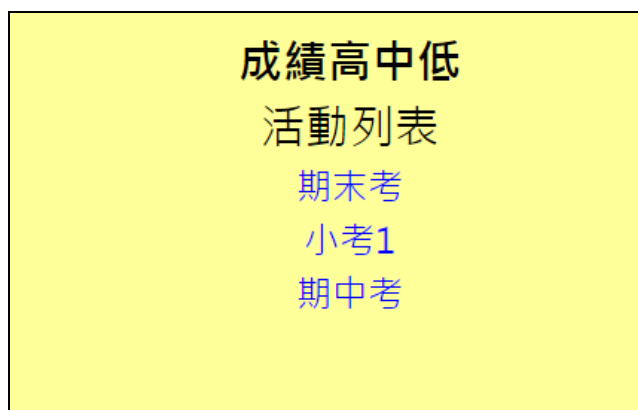 成績高中低
活動列表
期末考
小考1
期中考